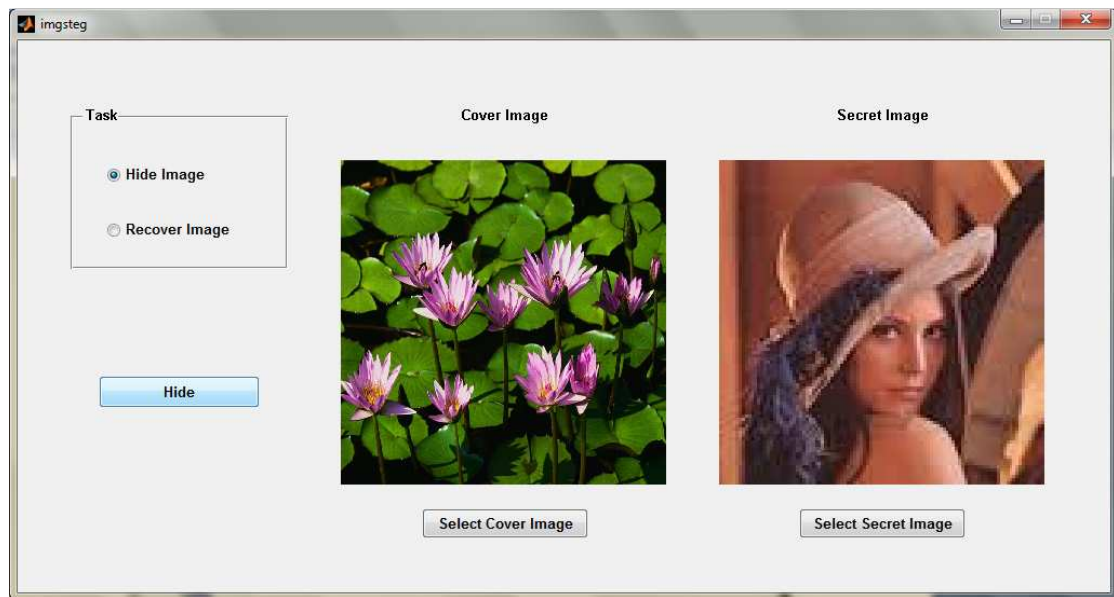 imgsteg
Task
Hide Image
Recover Image
Hide
Cover Image
Select Cover Image
Secret Image
Select Secret Image